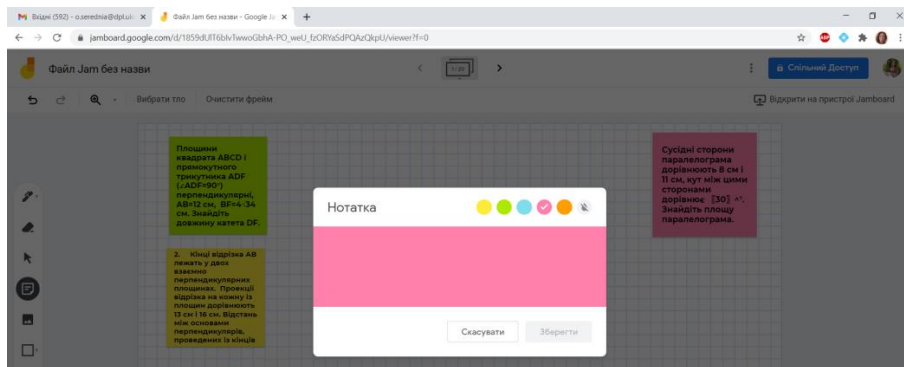 Вхідні (592) - o.serednia@dpl.ukr
Файл Jam без назви - Google Ja
jamboard.google.com/d/1859dUlT6blvTwwoGbhA-PO_weU_fzORYaSdPQAzQkpU/viewer?f=0
Файл Jam без назви
Спільний Доступ
Вибрати тло Очистити фрейм
Відкрити на пристрої Jamboard
Площини
квадрата ABCD і
прямокутного
трикутника ADF
(∠ADF=90°)
перпендикулярні,
AB=12 см, BF=4√34
см. Знайдіть
довжину катета DF.
2. Кінці відрізка АВ
лежать у двох
взаємно
перпендикулярних
площинах. Проекції
відрізка на кожну із
площин дорівнюють
13 см і 16 см. Відстань
між основами
перпендикулярів,
проведених із кінців
Нотатка
Скасувати Зберегти
Сусідні сторони
паралелограма
дорівнюють 8 см і
11 см, кут між цими
сторонами
дорівнює [30]
Знайдіть площу
паралелограма.